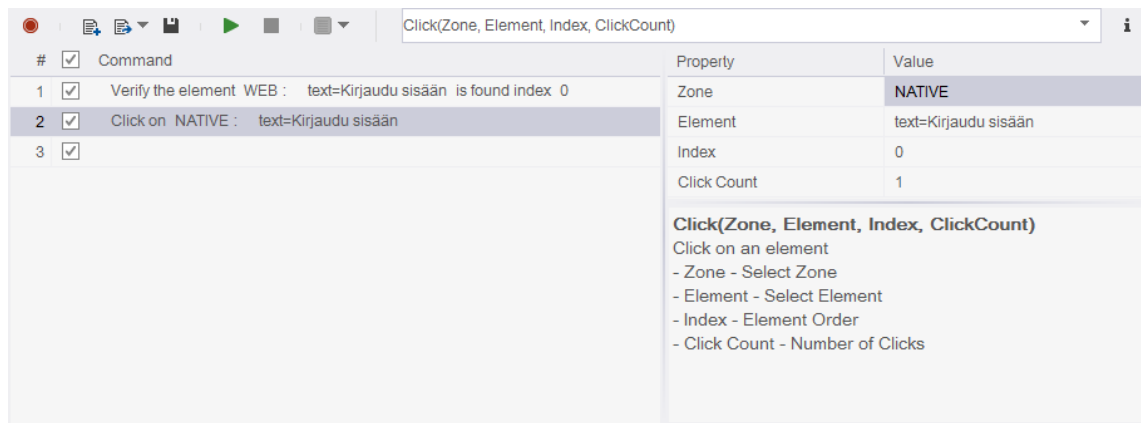 Click(Zone, Element, Index, ClickCount)
i
# Command
1 Verify the element WEB : text=Kirjaudu sisään is found index 0
2 Click on NATIVE : text=Kirjaudu sisään
3
Property Value
Zone NATIVE
Element text=Kirjaudu sisään
Index 0
Click Count 1
Click(Zone, Element, Index, ClickCount)
Click on an element
- Zone - Select Zone
- Element - Select Element
- Index - Element Order
- Click Count - Number of Clicks